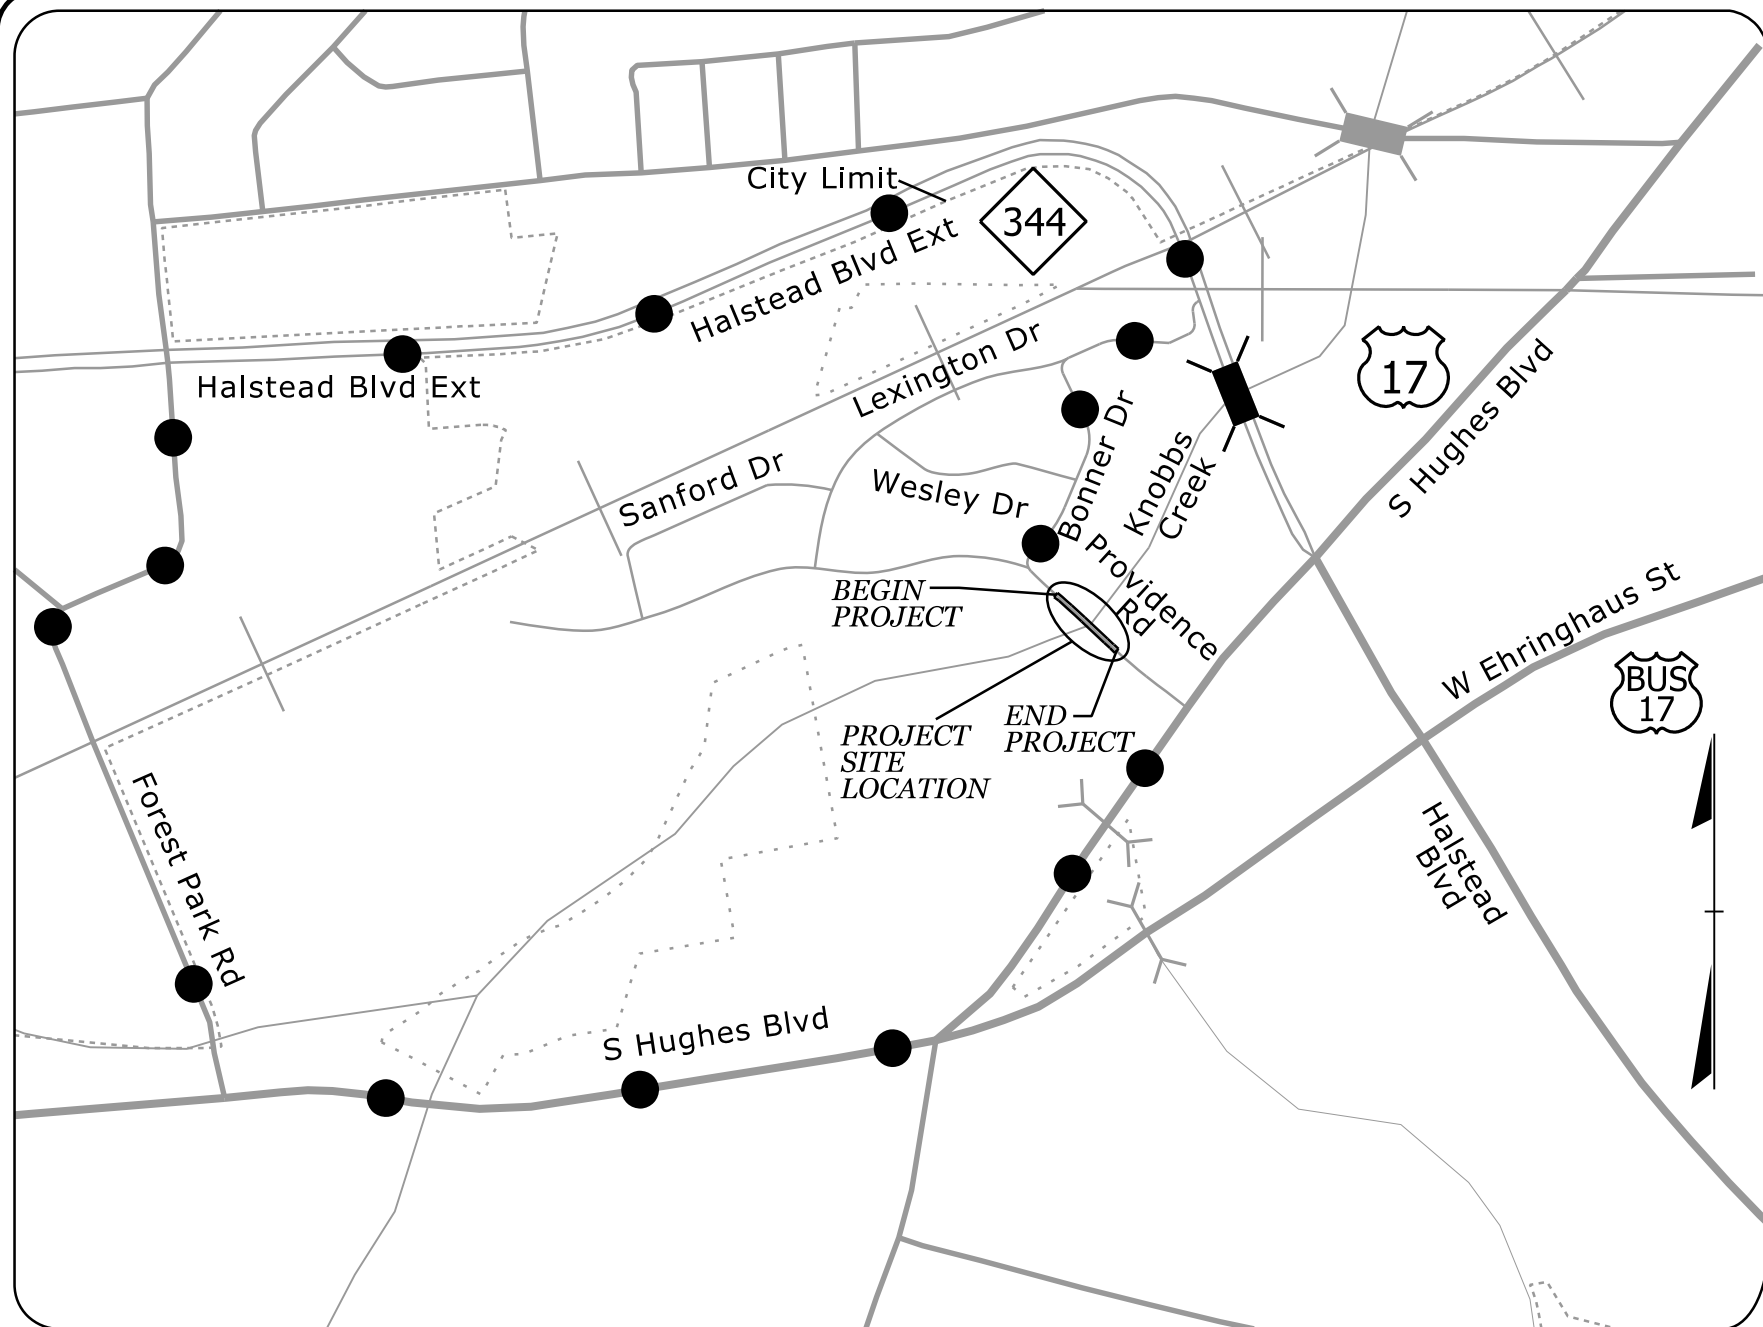 City Limit
344
Halstead Blvd Ext
Halstead Blvd Ext
Lexington Dr
17
S Hughes Blvd
Sanford Dr
Wesley Dr
Bonner Dr
Knobbs
Creek
Providence
Rd
BEGIN
PROJECT
W Ehringhaus St
BUS
17
PROJECT
SITE
LOCATION
END
PROJECT
Forest Park Rd
Halstead
Blvd
S Hughes Blvd